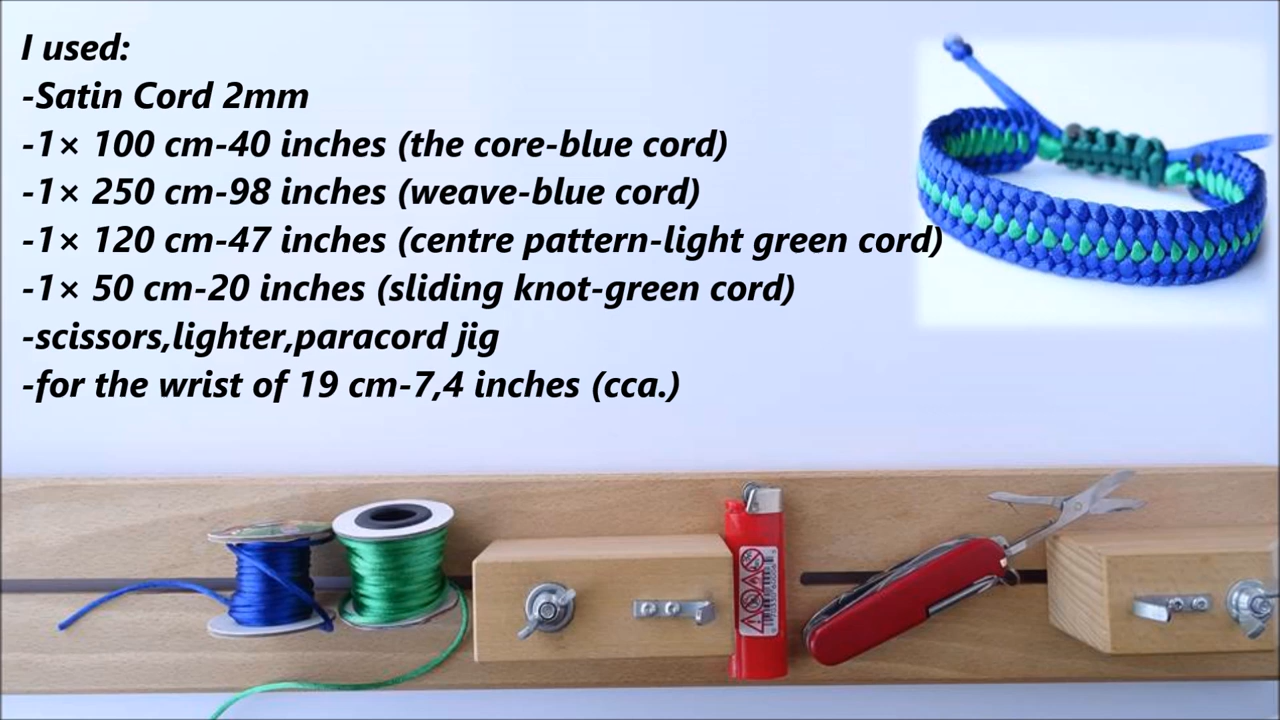 I used:
-Satin Cord 2mm
-1× 100 cm-40 inches (the core-blue cord)
-1× 250 cm-98 inches (weave-blue cord)
-1× 120 cm-47 inches (centre pattern-light green cord)
-1× 50 cm-20 inches (sliding knot-green cord)
-scissors,lighter,paracord jig
-for the wrist of 19 cm-7,4 inches (cca.)